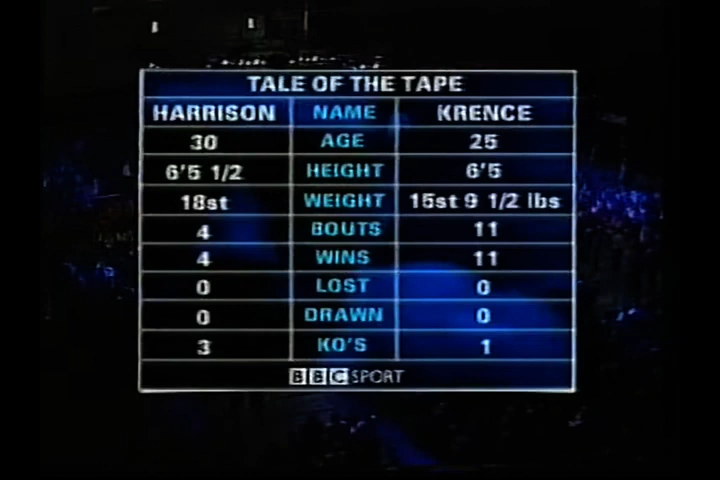 TALE OF THE TAPE
HARRISON NAME KRENCE
30 AGE 25
6'5 1/2 HEIGHT 6'5
18st WEIGHT 15st 9 1/2 lbs
4 BOUTS 11
4 WINS 11
0 LOST 0
0 DRAWN 0
3 KO'S 1
BBC SPORT